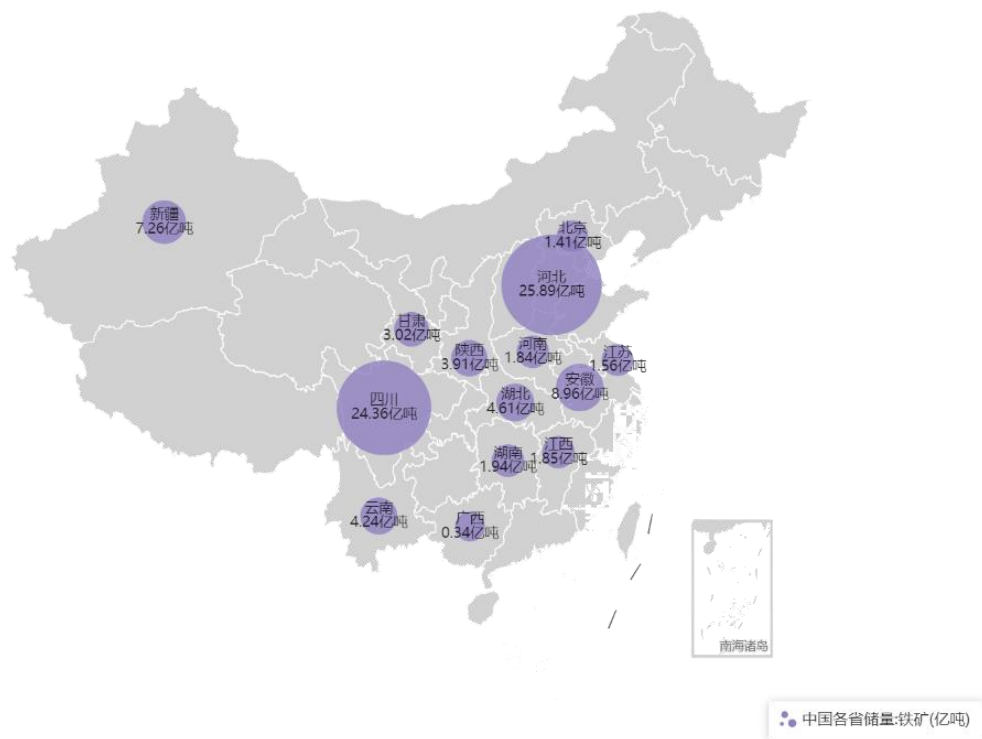 新疆
7.26亿吨
北京
1.41亿吨
河北
25.89亿吨
甘肃
3.02亿吨
陕西
3.91亿吨
河南
1.84亿吨
江苏
1.56亿吨
安徽
8.96亿吨
四川
24.36亿吨
湖北
4.61亿吨
湖南
1.94亿吨
江西
1.85亿吨
云南
4.24亿吨
广西
0.34亿吨
南海诸岛
中国各省储量:铁矿(亿吨)